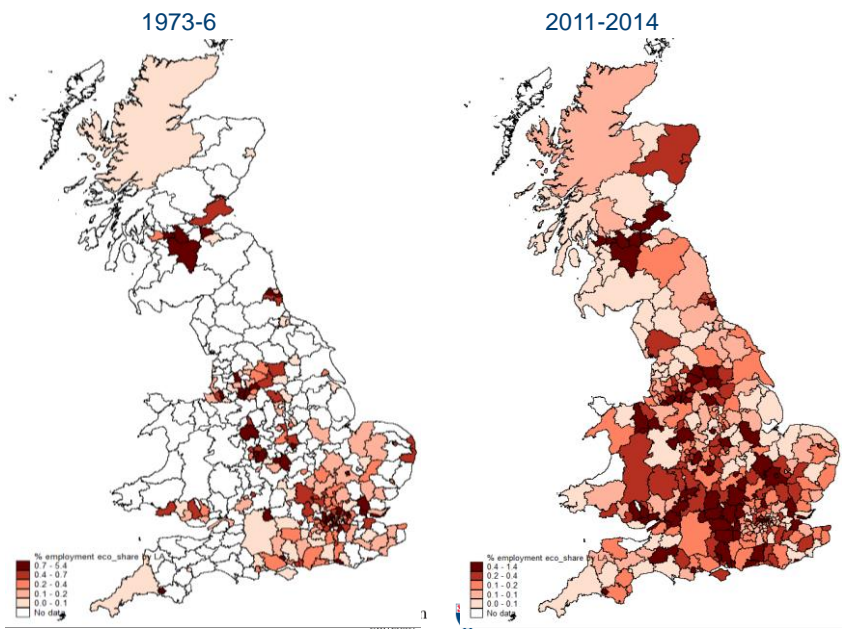 1973-6
2011-2014
% employment eco_share by LA
0.7 - 5.4
0.4 - 0.7
0.2 - 0.4
0.1 - 0.2
0.0 - 0.1
No data
% employment eco_share by LA
0.4 - 1.4
0.2 - 0.4
0.1 - 0.2
0.1 - 0.1
0.0 - 0.1
No data
n